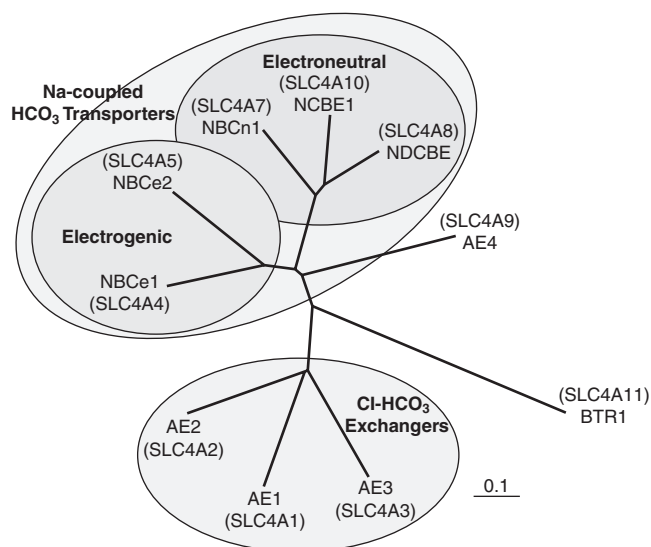 Electroneutral
(SLC4A10)
NCBE1
Na-coupled
HCO3 Transporters
(SLC4A7)
NBCn1
(SLC4A8)
NDCBE
(SLC4A5)
NBCe2
Electrogenic
(SLC4A9)
AE4
NBCe1
(SLC4A4)
(SLC4A11)
BTR1
Cl-HCO3
Exchangers
AE2
(SLC4A2)
AE1
(SLC4A1)
AE3
(SLC4A3)
0.1